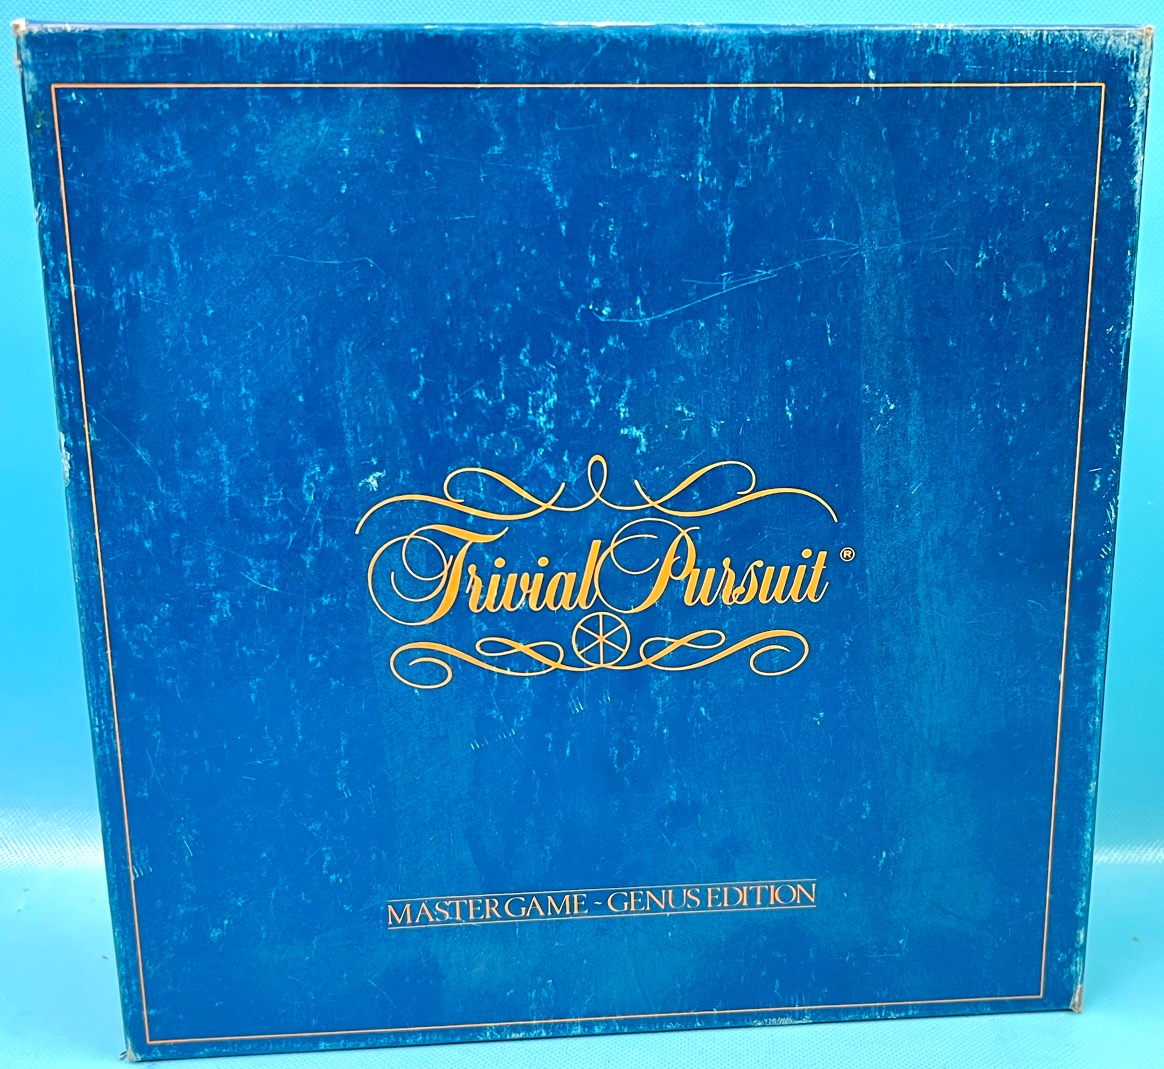 Trivial Pursuit®
MASTER GAME ~ GENUS EDITION